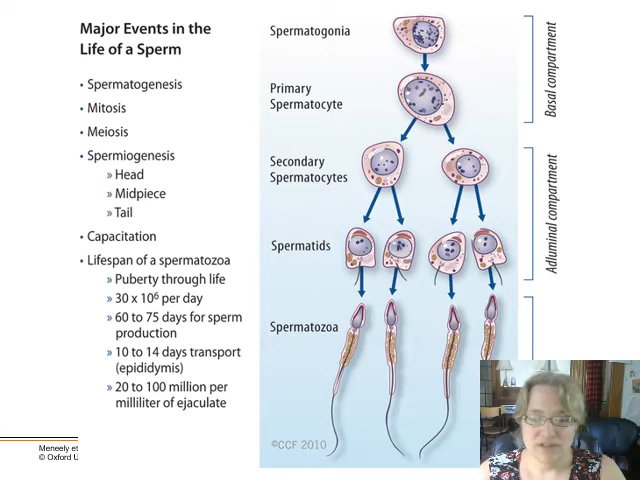 Major Events in the
Life of a Sperm
• Spermatogenesis
• Mitosis
• Meiosis
• Spermiogenesis
» Head
» Midpiece
» Tail
• Capacitation
• Lifespan of a spermatozoa
» Puberty through life
» 30 x 10⁶ per day
» 60 to 75 days for sperm
production
» 10 to 14 days transport
(epididymis)
» 20 to 100 million per
milliliter of ejaculate
Spermatogonia
Primary
Spermatocyte
Secondary
Spermatocytes
Spermatids
Spermatozoa
Basal compartment
Adluminal compartment
©CCF 2010
Meneely et
© Oxford U